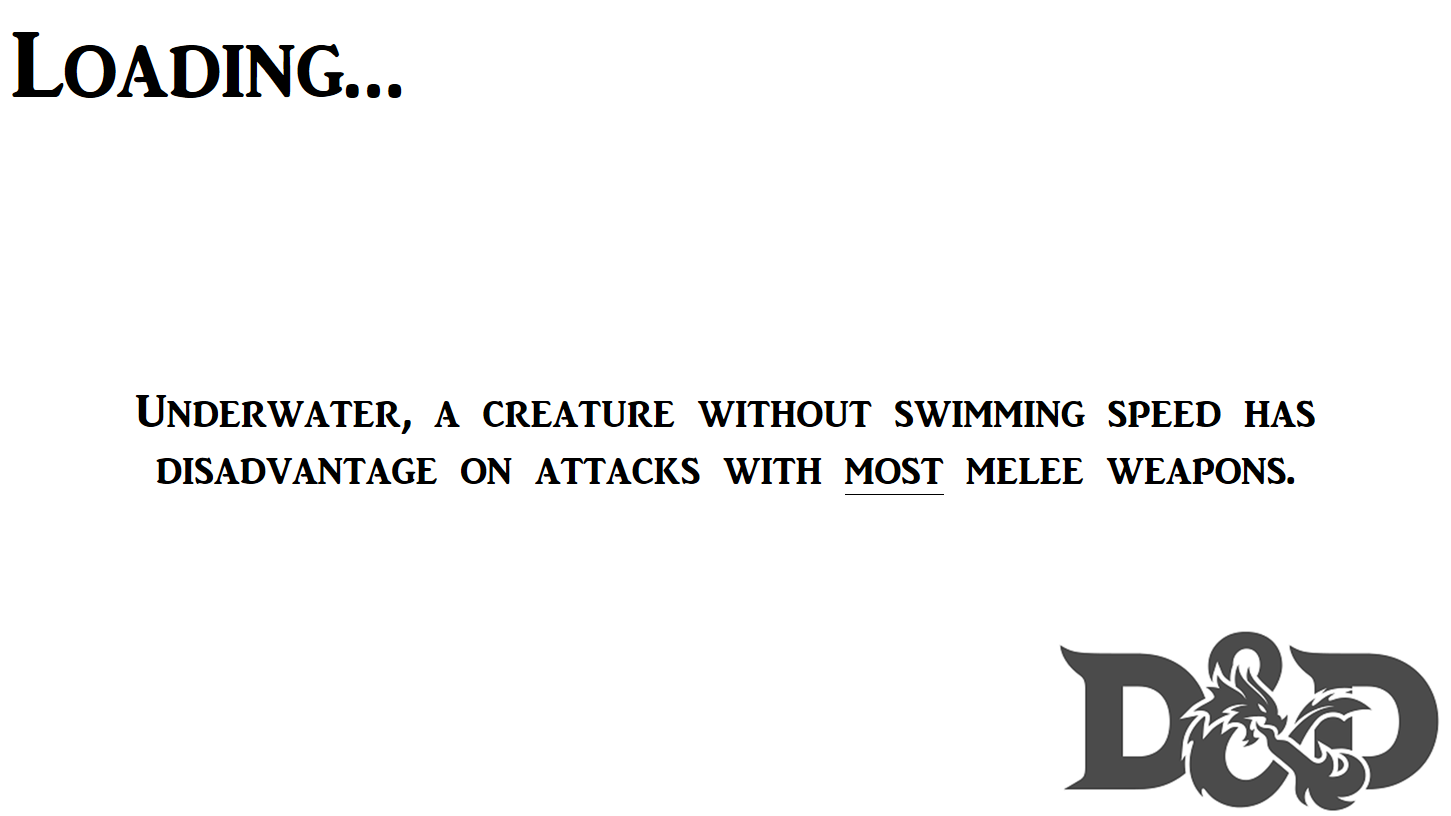 Loading...
Underwater, a creature without swimming speed has
disadvantage on attacks with most melee weapons.
D&D